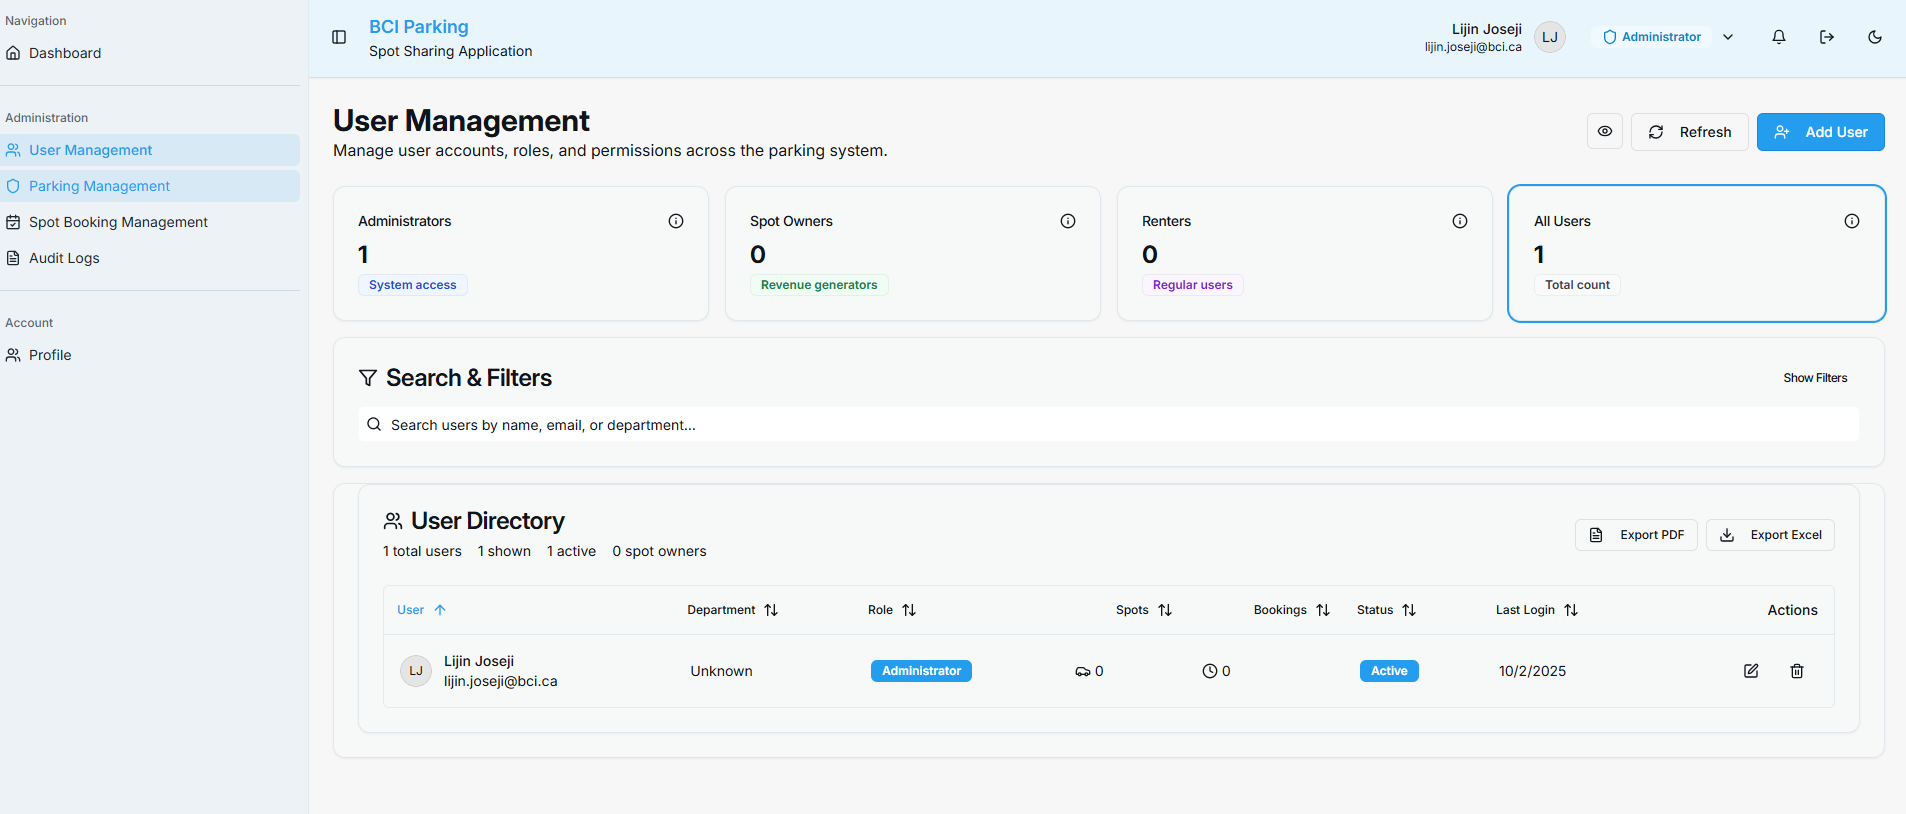 Navigation
Dashboard
Administration
User Management
Parking Management
Spot Booking Management
Audit Logs
Account
Profile
BCI Parking
Spot Sharing Application
Lijin Joseji
lijin.joseji@bci.ca
LJ
Administrator
User Management
Manage user accounts, roles, and permissions across the parking system.
Refresh
Add User
Administrators
1
System access
Spot Owners
0
Revenue generators
Renters
0
Regular users
All Users
1
Total count
Search & Filters
Show Filters
Search users by name, email, or department...
User Directory
1 total users 1 shown 1 active 0 spot owners
Export PDF
Export Excel
User Department Role Spots Bookings Status Last Login Actions
LJ
Lijin Joseji
lijin.joseji@bci.ca
Unknown
Administrator
0
0
Active
10/2/2025